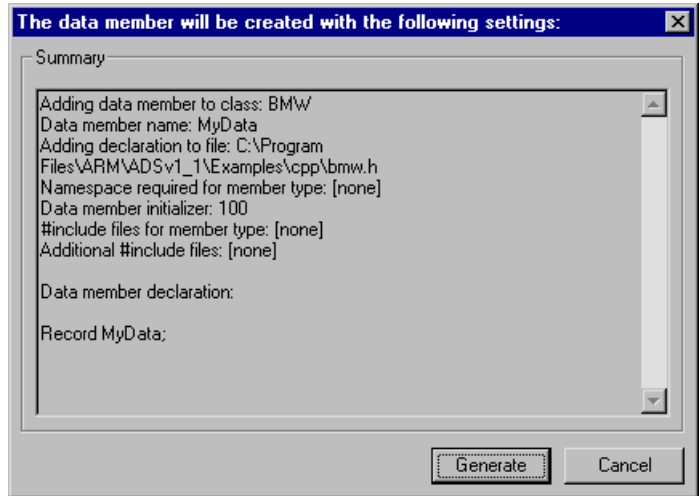 The data member will be created with the following settings:
Summary
Adding data member to class: BMW
Data member name: MyData
Adding declaration to file: C:\Program
Files\ARM\ADSv1_1\Examples\cpp\bmw.h
Namespace required for member type: [none]
Data member initializer: 100
#include files for member type: [none]
Additional #include files: [none]
Data member declaration:
Record MyData;
Generate
Cancel